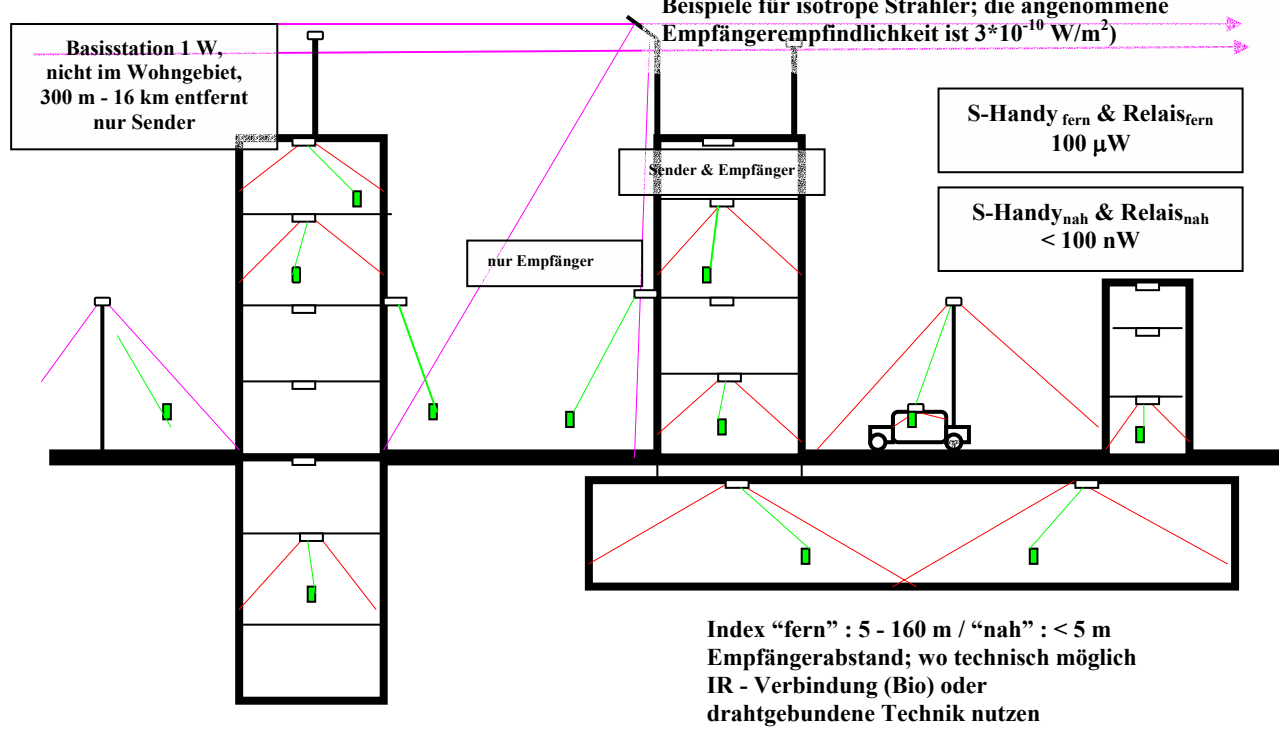 Beispiele für isotrope Strahler; die angenommene
Empfängerempfindlichkeit ist 3*10⁻¹⁰ W/m²)
Basisstation 1 W,
nicht im Wohngebiet,
300 m - 16 km entfernt
nur Sender
S-Handy fern & Relaisfern
100 µW
Sender & Empfänger
S-Handynah & Relaisnah
< 100 nW
nur Empfänger
Index “fern” : 5 - 160 m / “nah” : < 5 m
Empfängerabstand; wo technisch möglich
IR - Verbindung (Bio) oder
drahtgebundene Technik nutzen